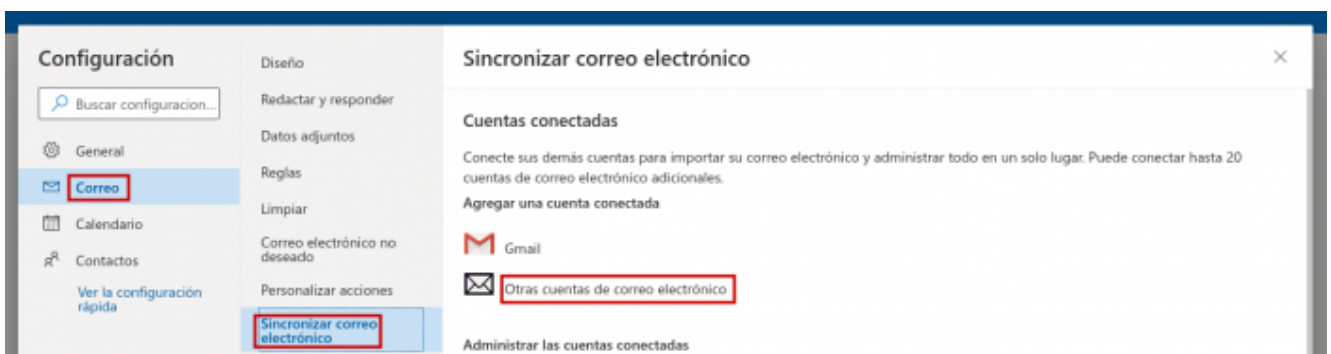 Configuración
Buscar configuracion...
General
Correo
Calendario
Contactos
Ver la configuración
rápida
Diseño
Redactar y responder
Datos adjuntos
Reglas
Limpiar
Correo electrónico no
deseado
Personalizar acciones
Sincronizar correo
electrónico
Sincronizar correo electrónico
Cuentas conectadas
Conecte sus demás cuentas para importar su correo electrónico y administrar todo en un solo lugar. Puede conectar hasta 20
cuentas de correo electrónico adicionales.
Agregar una cuenta conectada
Gmail
Otras cuentas de correo electrónico
Administrar las cuentas conectadas